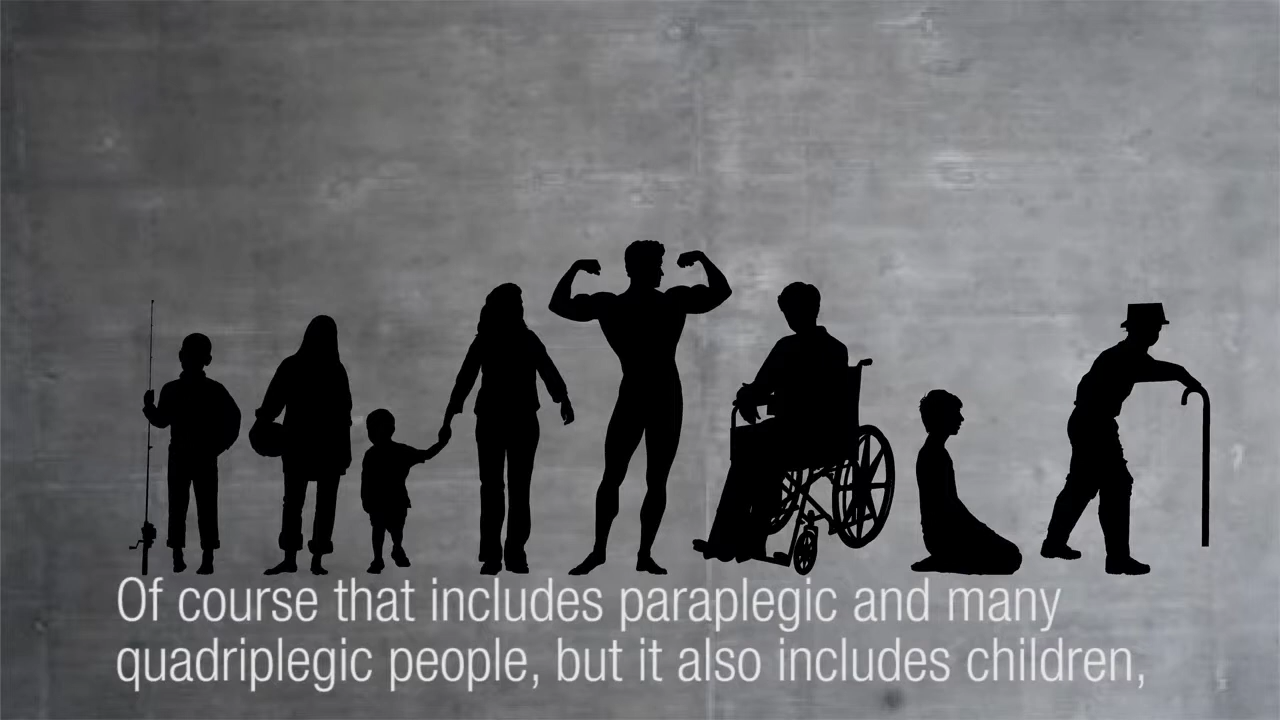 Of course that includes paraplegic and many
quadriplegic people, but it also includes children,